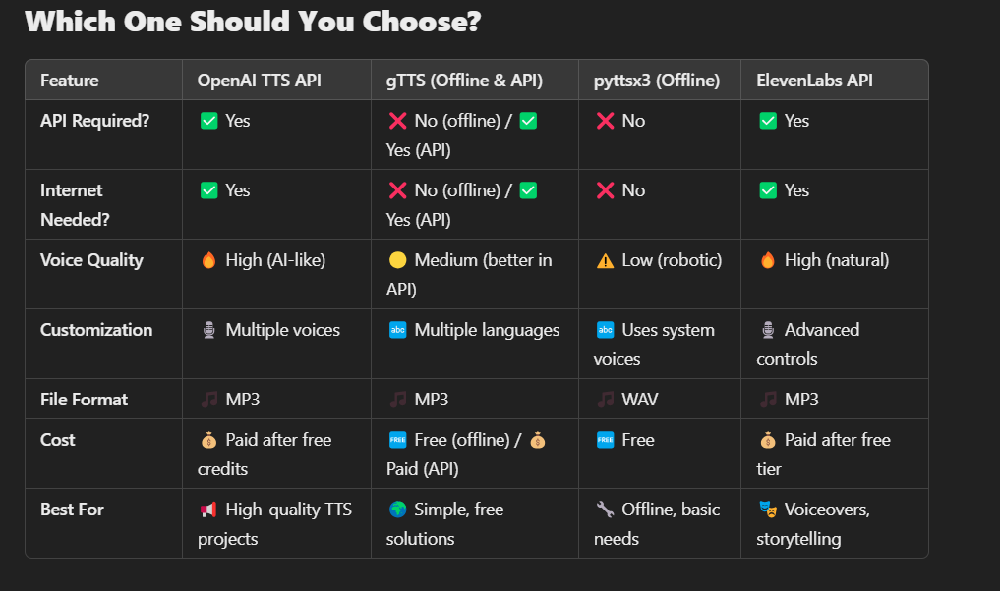 Which One Should You Choose?
Feature OpenAI TTS API gTTS (Offline & API) pyttsx3 (Offline) ElevenLabs API
API Required? ✅ Yes ❌ No (offline) / ✅ ❌ No ✅ Yes
Yes (API)
Internet ✅ Yes ❌ No (offline) / ✅ ❌ No ✅ Yes
Needed? Yes (API)
Voice Quality 🔥 High (AI-like) 🟡 Medium (better in ⚠️ Low (robotic) 🔥 High (natural)
API)
Customization 🎙️ Multiple voices 🔤 Multiple languages 🔤 Uses system 🎙️ Advanced
voices controls
File Format 🎵 MP3 🎵 MP3 🎵 WAV 🎵 MP3
Cost 💰 Paid after free 🆓 Free (offline) / 💰 🆓 Free 💰 Paid after free
credits Paid (API) tier
Best For 📢 High-quality TTS 🌍 Simple, free 🔧 Offline, basic 🎭 Voiceovers,
projects solutions needs storytelling